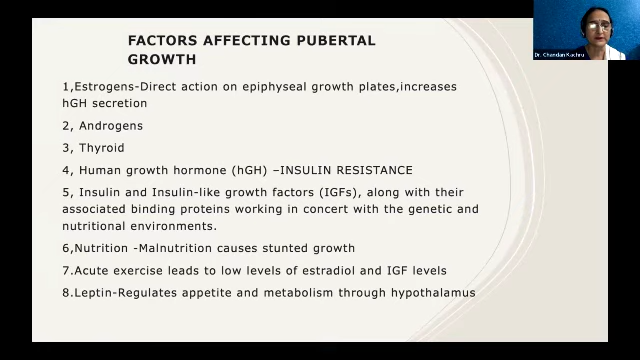 FACTORS AFFECTING PUBERTAL
GROWTH
1,Estrogens-Direct action on epiphyseal growth plates,increases
hGH secretion
2, Androgens
3, Thyroid
4, Human growth hormone (hGH) –INSULIN RESISTANCE
5, Insulin and Insulin-like growth factors (IGFs), along with their
associated binding proteins working in concert with the genetic and
nutritional environments.
6,Nutrition -Malnutrition causes stunted growth
7.Acute exercise leads to low levels of estradiol and IGF levels
8.Leptin-Regulates appetite and metabolism through hypothalamus
Dr. Chandan Kachru